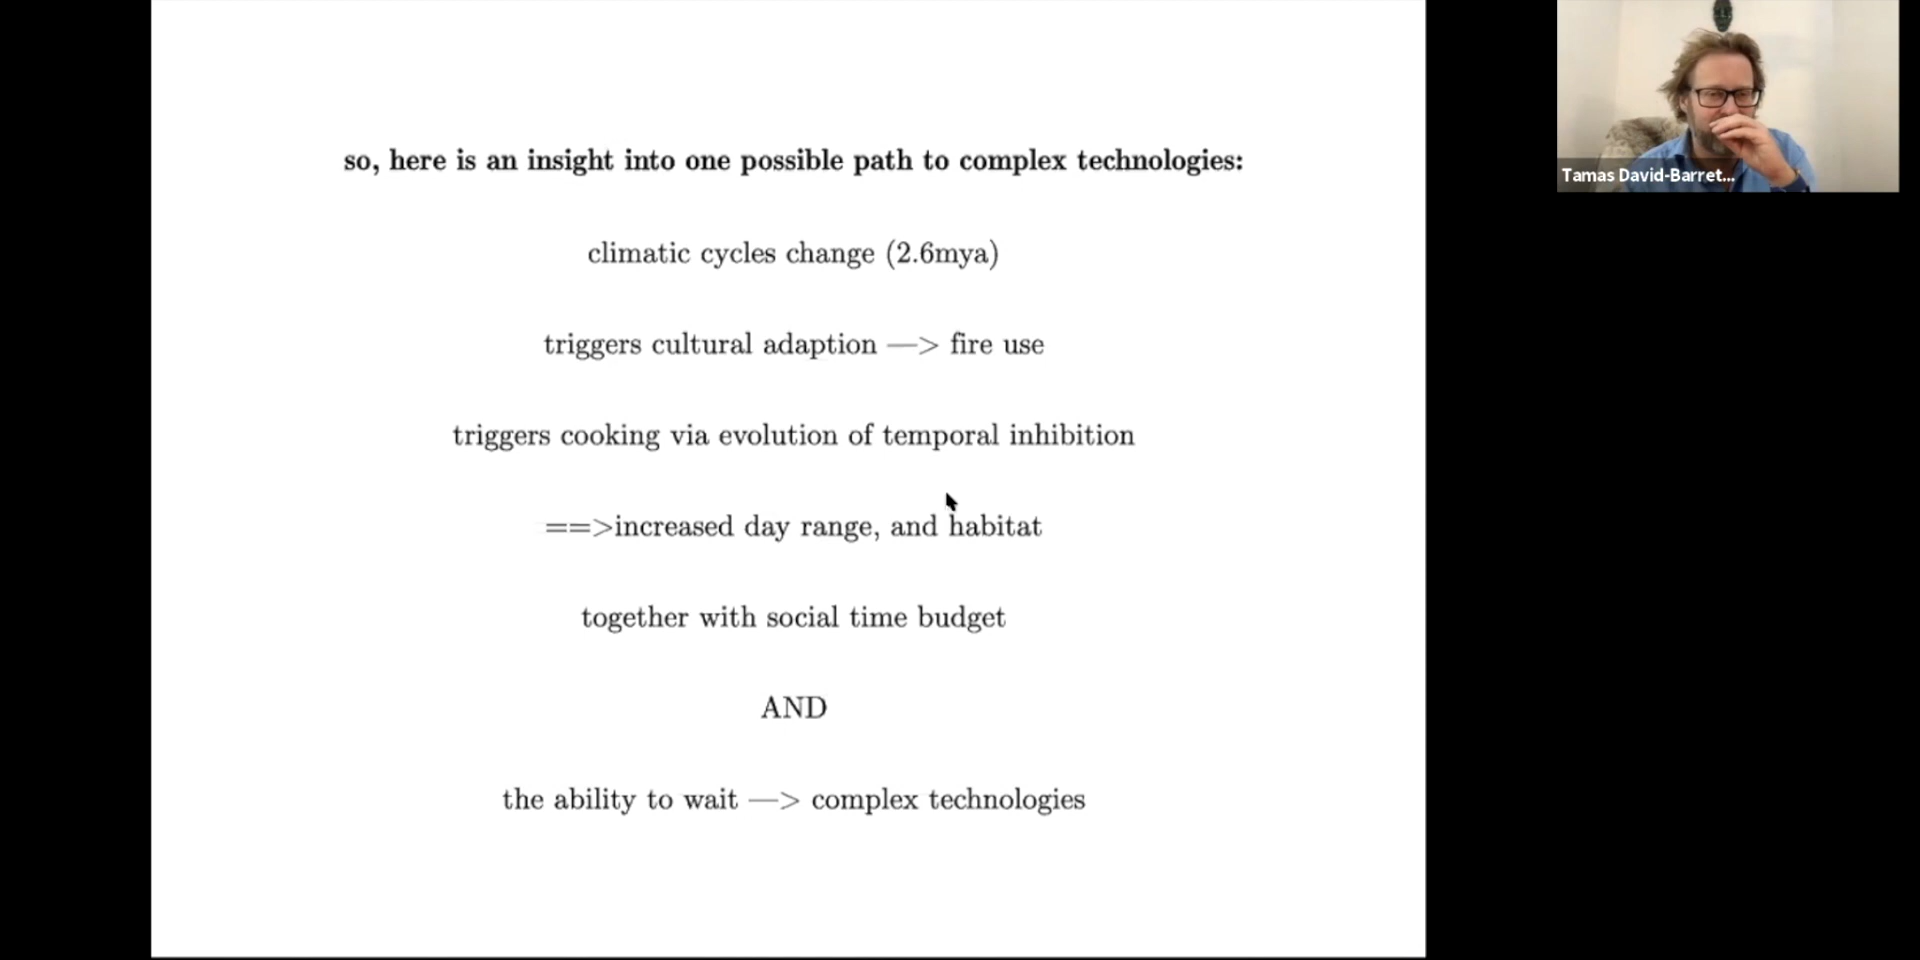 so, here is an insight into one possible path to complex technologies:
climatic cycles change (2.6mya)
triggers cultural adaption —> fire use
triggers cooking via evolution of temporal inhibition
==>increased day range, and habitat
together with social time budget
AND
the ability to wait —> complex technologies
Tamas David-Barret...